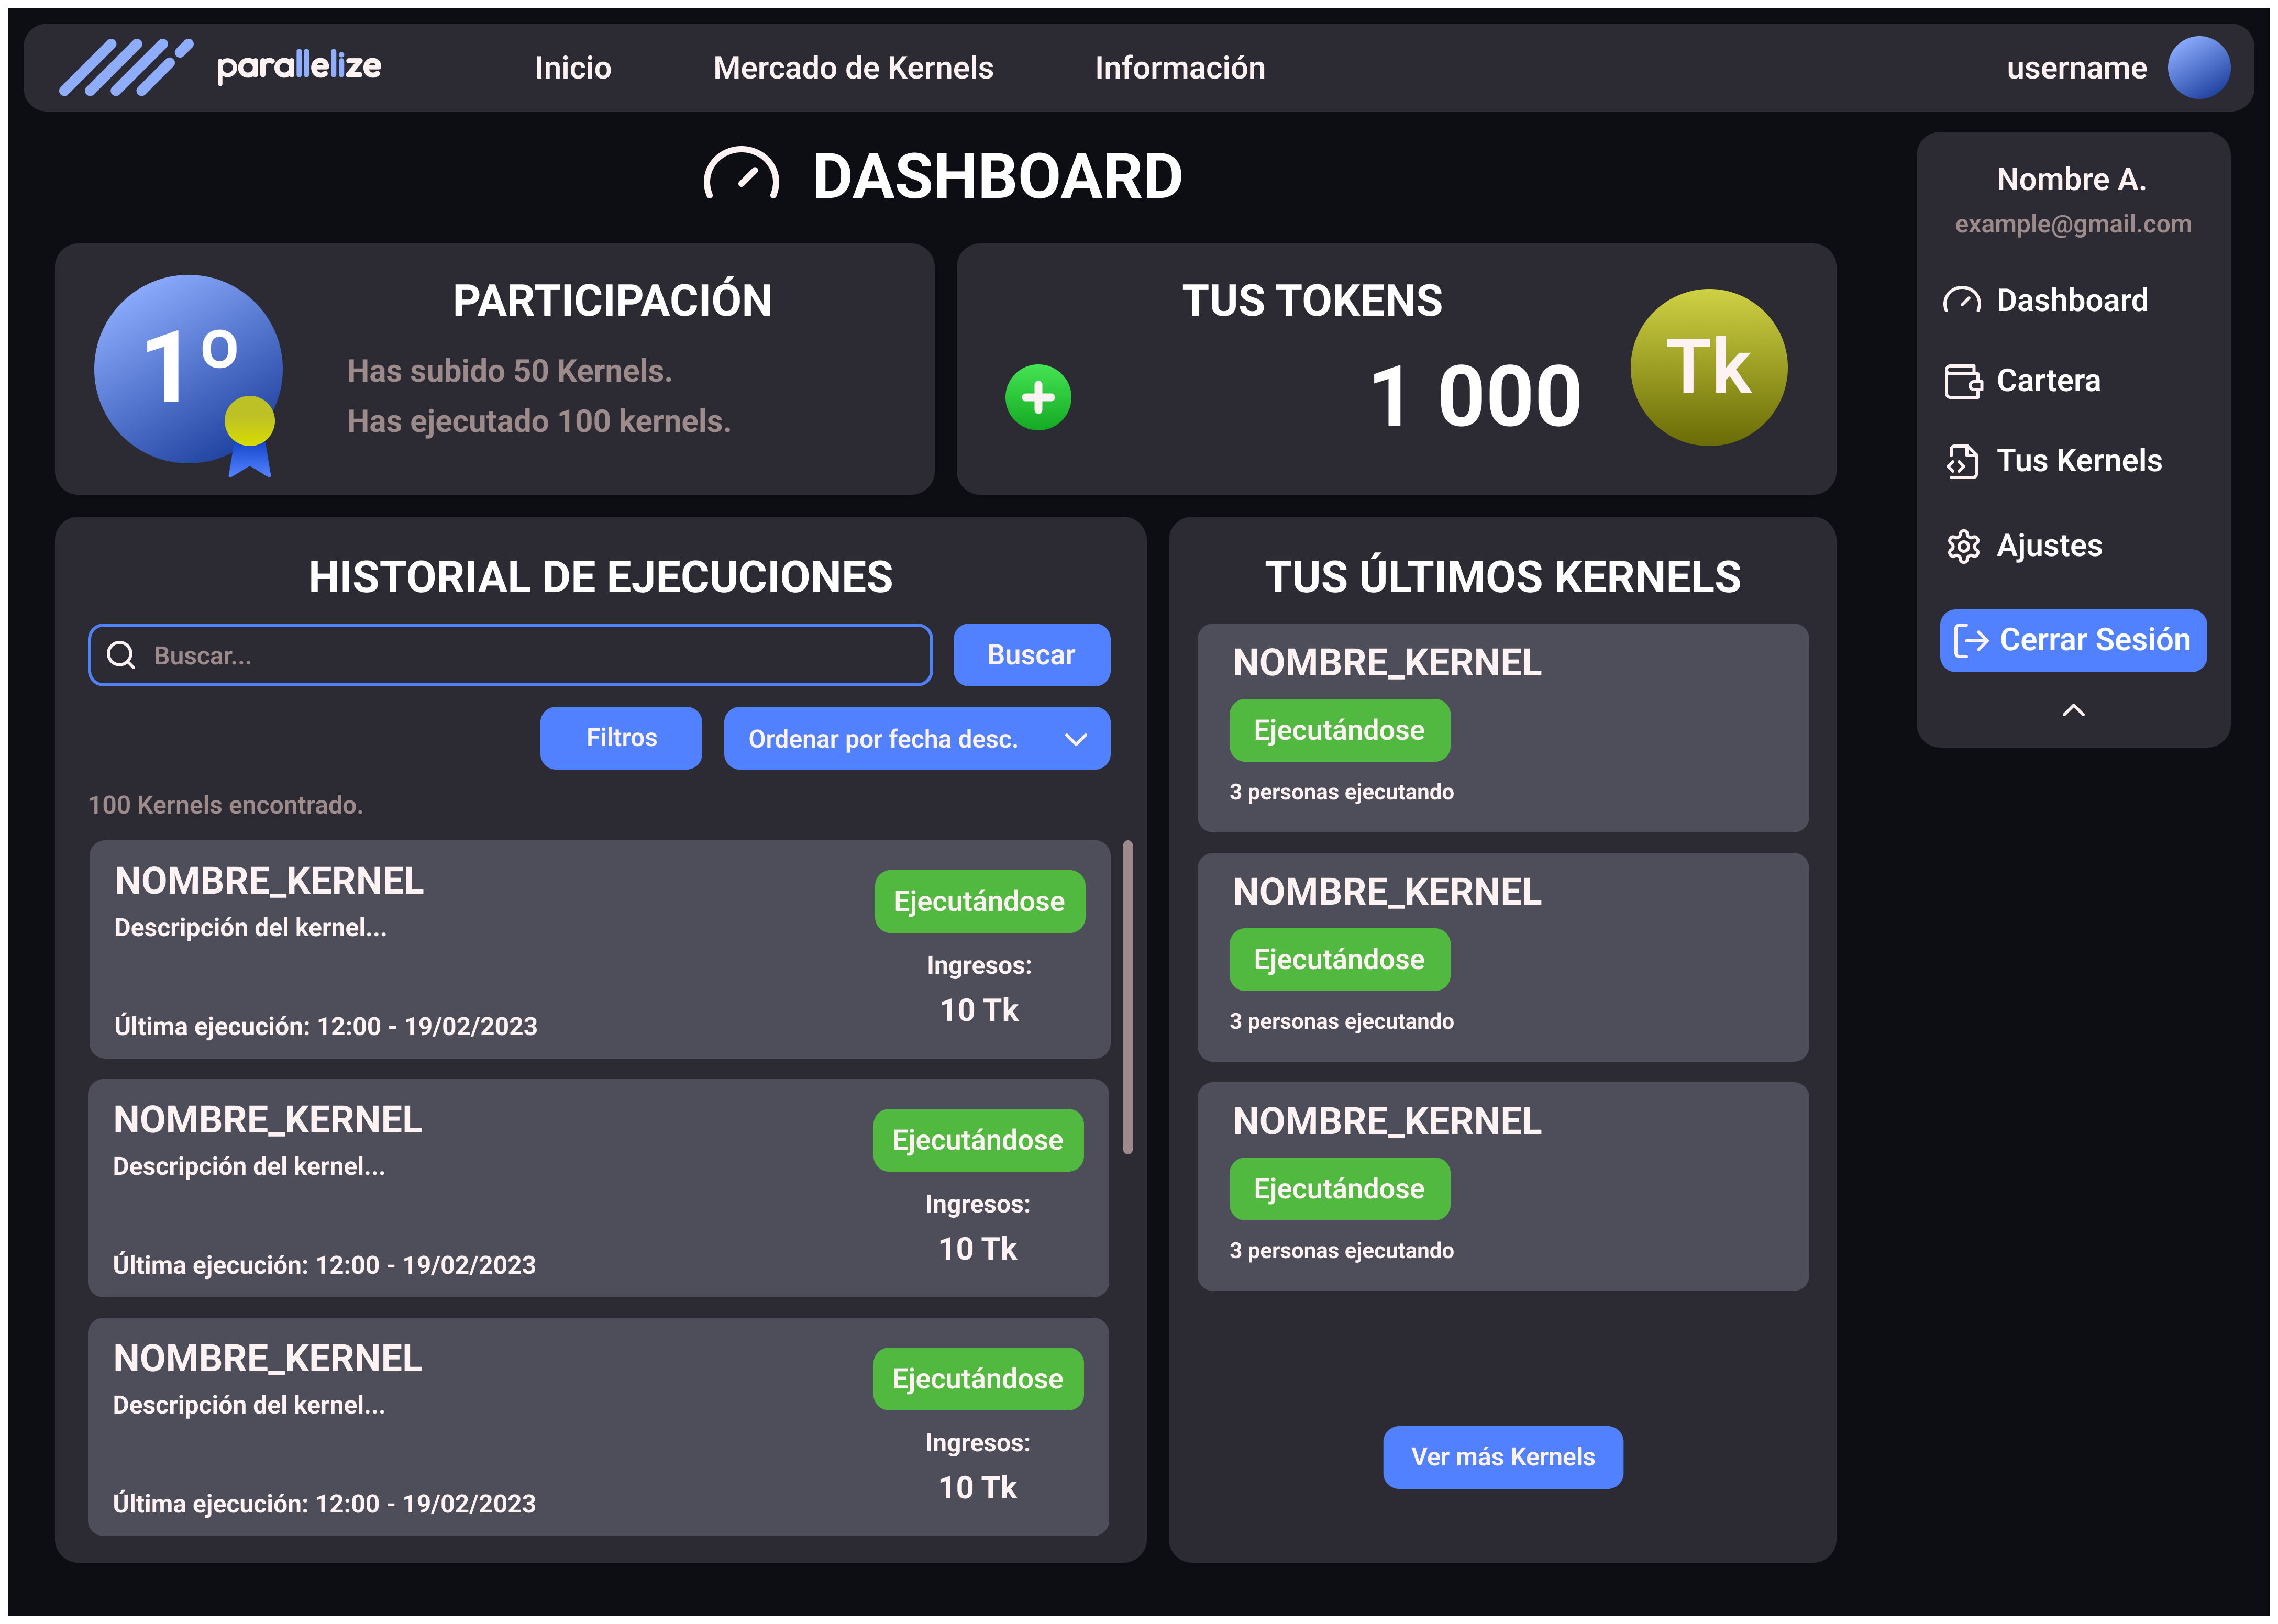 parallelize
Inicio
Mercado de Kernels
Información
username
DASHBOARD
Nombre A.
example@gmail.com
Dashboard
Cartera
Tus Kernels
Ajustes
Cerrar Sesión
1º
PARTICIPACIÓN
Has subido 50 Kernels.
Has ejecutado 100 kernels.
TUS TOKENS
1 000
Tk
HISTORIAL DE EJECUCIONES
Buscar...
Buscar
Filtros
Ordenar por fecha desc.
100 Kernels encontrado.
NOMBRE_KERNEL
Descripción del kernel...
Última ejecución: 12:00 - 19/02/2023
Ejecutándose
Ingresos:
10 Tk
NOMBRE_KERNEL
Descripción del kernel...
Última ejecución: 12:00 - 19/02/2023
Ejecutándose
Ingresos:
10 Tk
NOMBRE_KERNEL
Descripción del kernel...
Última ejecución: 12:00 - 19/02/2023
Ejecutándose
Ingresos:
10 Tk
TUS ÚLTIMOS KERNELS
NOMBRE_KERNEL
Ejecutándose
3 personas ejecutando
NOMBRE_KERNEL
Ejecutándose
3 personas ejecutando
NOMBRE_KERNEL
Ejecutándose
3 personas ejecutando
Ver más Kernels